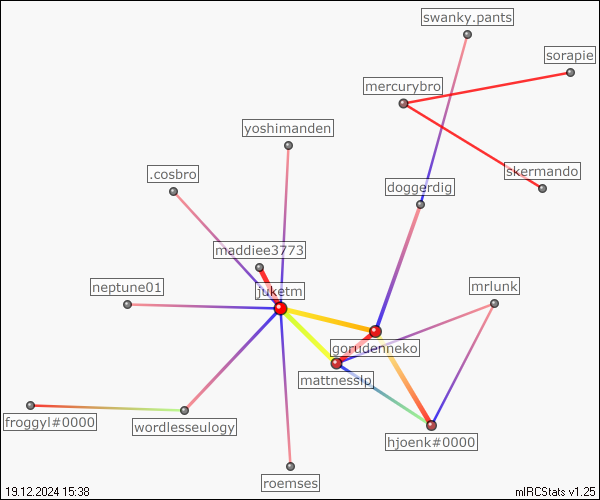 swanky.pants
sorapie
mercurybro
yoshimanden
skermando
.cosbro
doggerdig
maddiee3773
neptune01
juketm
mrlunk
gorudenneko
mattnesslp
froggyl#0000
wordlesseulogy
hjoenk#0000
roemses
19.12.2024 15:38
mIRCStats v1.25